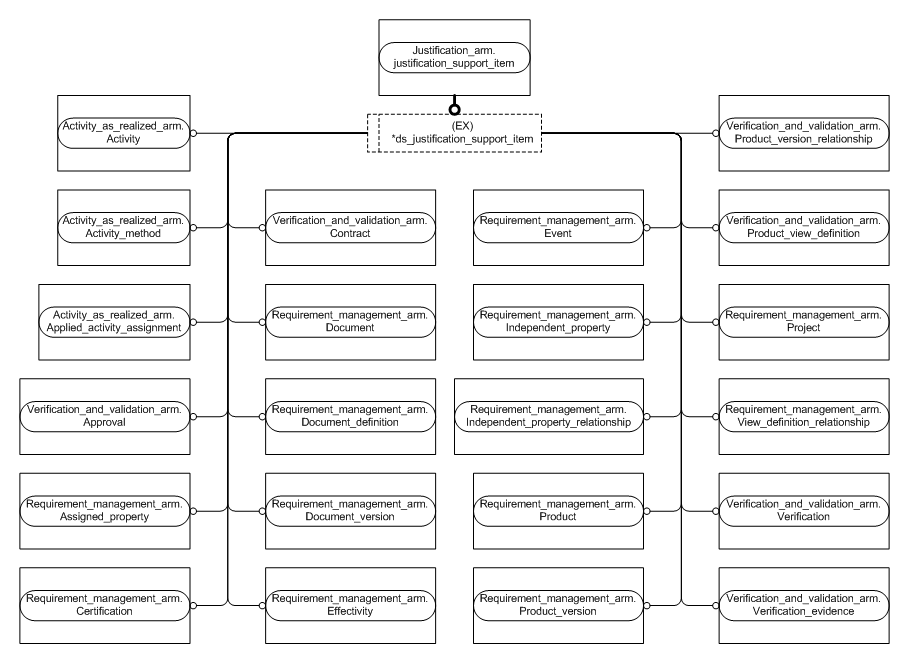 Justification_arm.
justification_support_item
(EX)
*ds_justification_support_item
Activity_as_realized_arm.
Activity
Verification_and_validation_arm.
Product_version_relationship
Activity_as_realized_arm.
Activity_method
Verification_and_validation_arm.
Contract
Requirement_management_arm.
Event
Verification_and_validation_arm.
Product_view_definition
Activity_as_realized_arm.
Applied_activity_assignment
Requirement_management_arm.
Document
Requirement_management_arm.
Independent_property
Requirement_management_arm.
Project
Verification_and_validation_arm.
Approval
Requirement_management_arm.
Document_definition
Requirement_management_arm.
Independent_property_relationship
Requirement_management_arm.
View_definition_relationship
Requirement_management_arm.
Assigned_property
Requirement_management_arm.
Document_version
Requirement_management_arm.
Product
Verification_and_validation_arm.
Verification
Requirement_management_arm.
Certification
Requirement_management_arm.
Effectivity
Requirement_management_arm.
Product_version
Verification_and_validation_arm.
Verification_evidence